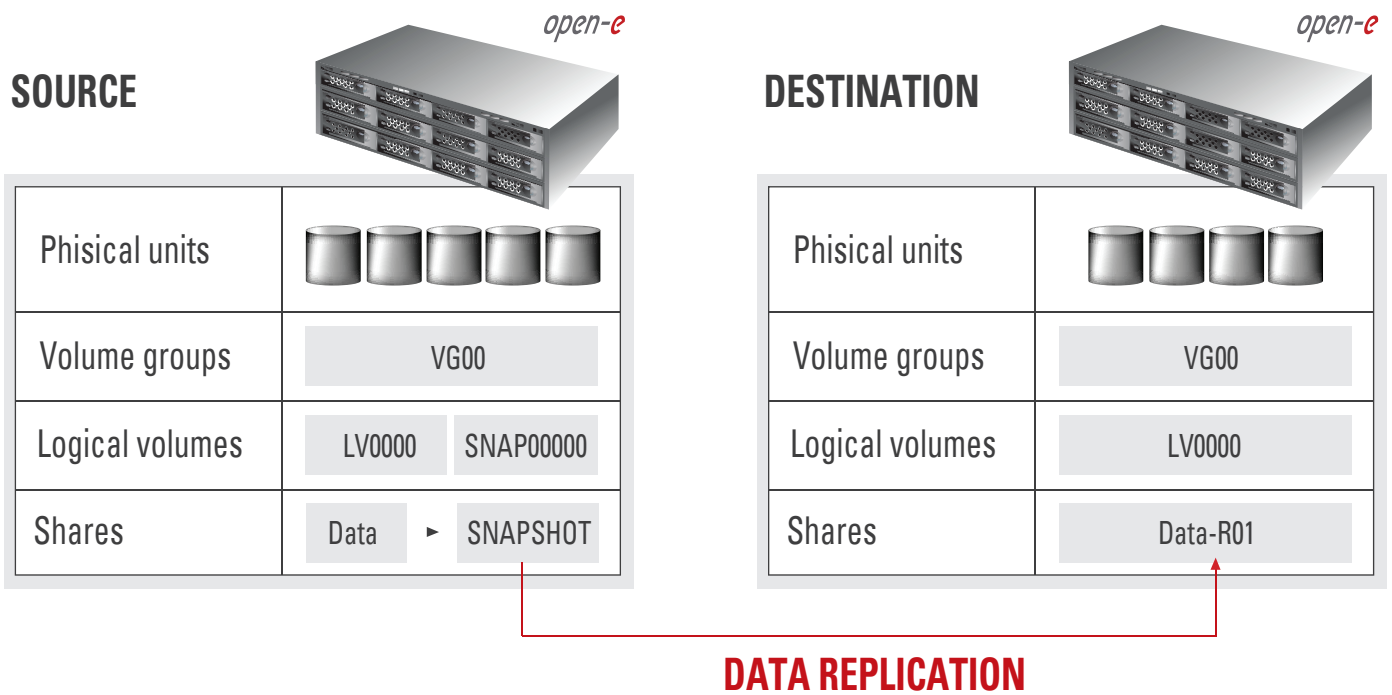 open-e
SOURCE
Phisical units
Volume groups
VG00
Logical volumes
LV0000
SNAP00000
Shares
Data
SNAPSHOT
open-e
DESTINATION
Phisical units
Volume groups
VG00
Logical volumes
LV0000
Shares
Data-R01
DATA REPLICATION